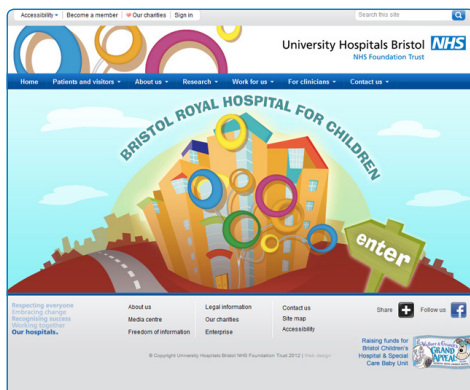 Accessibility Become a member Our charities Sign in Search this site
University Hospitals Bristol NHS
NHS Foundation Trust
Home Patients and visitors About us Research Work for us For clinicians Contact us
BRISTOL ROYAL HOSPITAL FOR CHILDREN
enter
Respecting everyone
Embracing change
Recognising success
Working together
Our hospitals.
About us
Media centre
Freedom of information
Legal information
Our charities
Enterprise
Contact us
Site map
Accessibility
Share Follow us
© Copyright University Hospitals Bristol NHS Foundation Trust 2012 | Web design
Raising funds for
Bristol Children's
Hospital & Special
Care Baby Unit
Wallace & Gromit's
GRAND
APPEAL